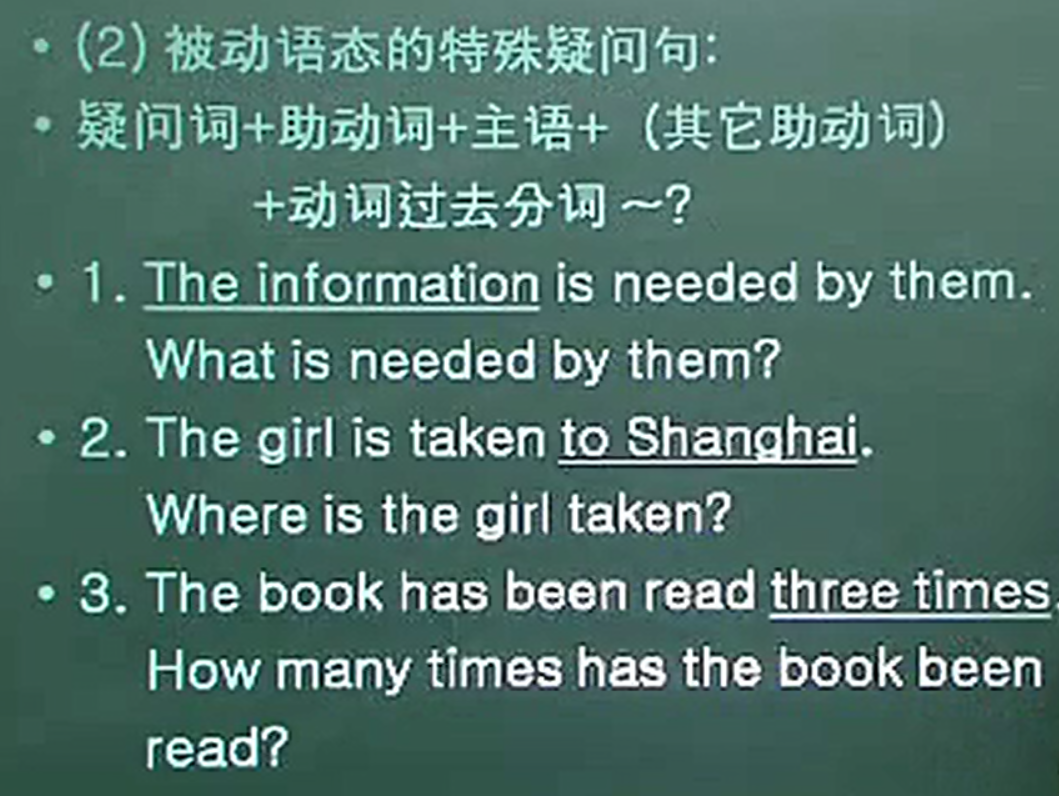 • (2) 被动语态的特殊疑问句:
• 疑问词+助动词+主语+（其它助动词）
+动词过去分词 ~?
• 1. The information is needed by them.
What is needed by them?
• 2. The girl is taken to Shanghai.
Where is the girl taken?
• 3. The book has been read three times.
How many times has the book been
read?